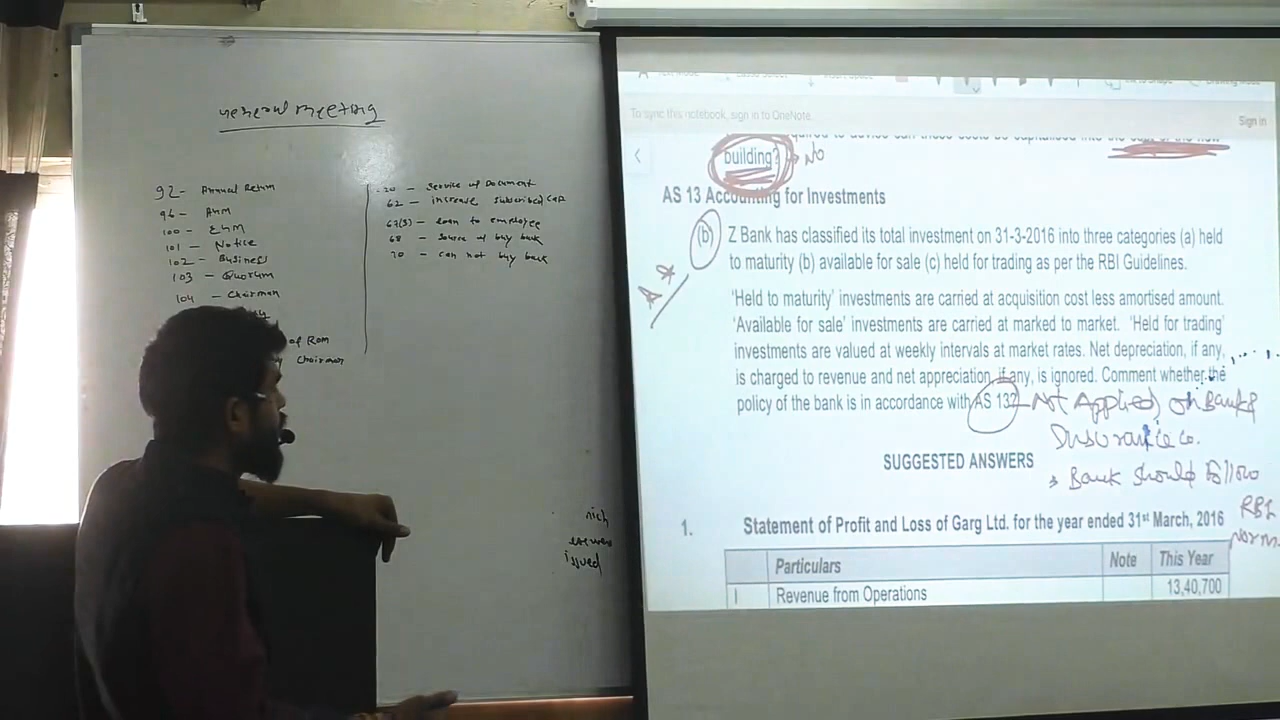 General Meeting
92 - Annual Return
96 - AGM
100 - EGM
101 - Notice
102 - Business
103 - Quorum
104 - Chairman
of Rom
Chairman
20 - Service of Document
62 - increase subscribed cap
67(3) - loan to employee
68 - source of buy back
70 - can not buy back
issued
To sync this notebook, sign in to OneNote.
Sign in
building? → No
AS 13 Accounting for Investments
A*
(b) Z Bank has classified its total investment on 31-3-2016 into three categories (a) held
to maturity (b) available for sale (c) held for trading as per the RBI Guidelines.
'Held to maturity' investments are carried at acquisition cost less amortised amount.
'Available for sale' investments are carried at marked to market. 'Held for trading'
investments are valued at weekly intervals at market rates. Net depreciation, if any,
is charged to revenue and net appreciation, if any, is ignored. Comment whether the
policy of the bank is in accordance with AS 13? - Not Applied on Bank &
Insurance co.
→ Bank should follow
RBI
Norms
SUGGESTED ANSWERS
1. Statement of Profit and Loss of Garg Ltd. for the year ended 31st March, 2016
Particulars Note This Year
I Revenue from Operations 13,40,700